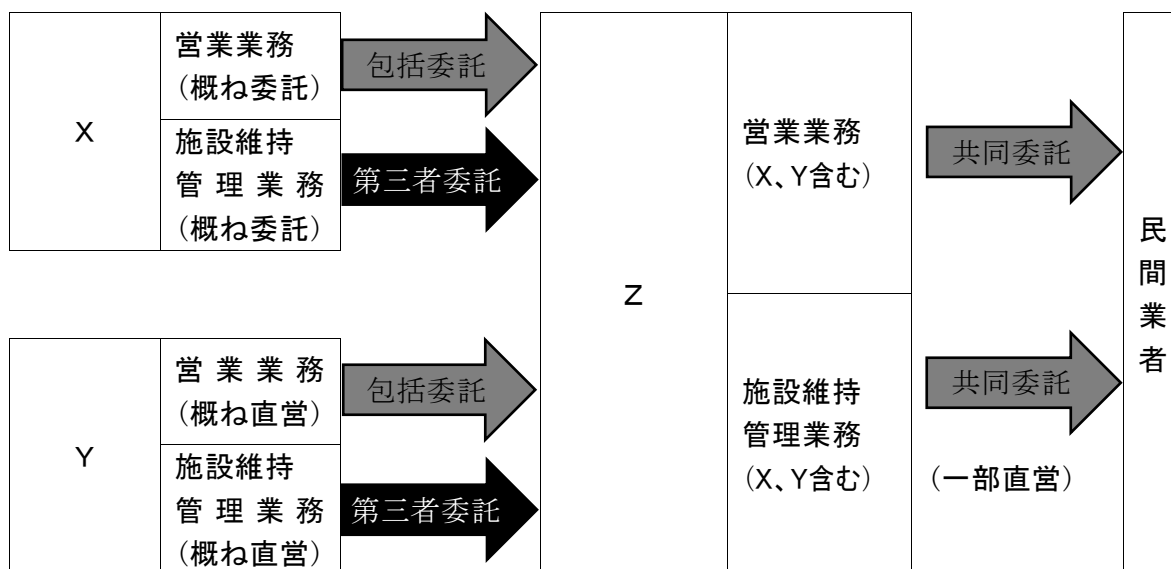 X
営業業務
（概ね委託）
包括委託
施設維持
管理業務
（概ね委託）
第三者委託
Y
営業業務
（概ね直営）
包括委託
施設維持
管理業務
（概ね直営）
第三者委託
Z
営業業務
（X、Y含む）
共同委託
施設維持
管理業務
（X、Y含む）
共同委託
（一部直営）
民間業者